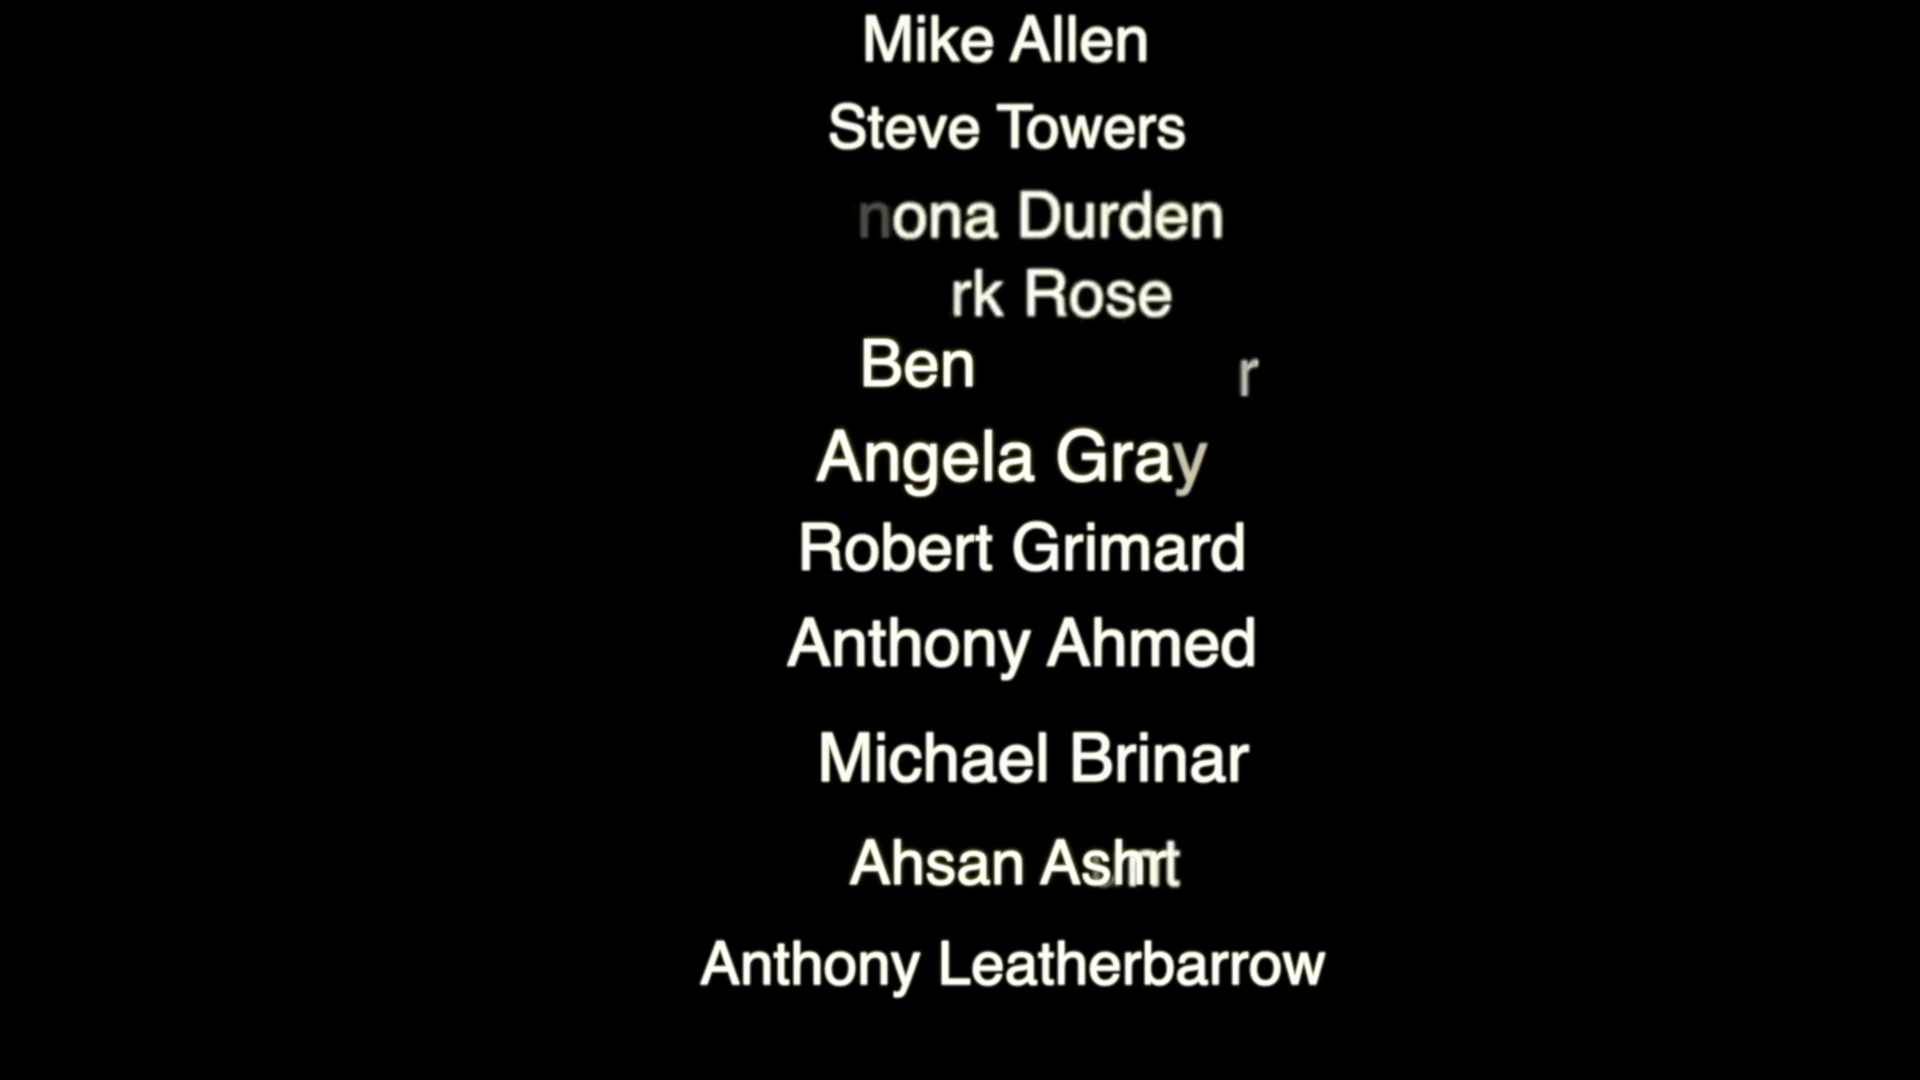 Mike Allen
Steve Towers
nona Durden
rk Rose
Ben r
Angela Gray
Robert Grimard
Anthony Ahmed
Michael Brinar
Ahsan
Anthony Leatherbarrow